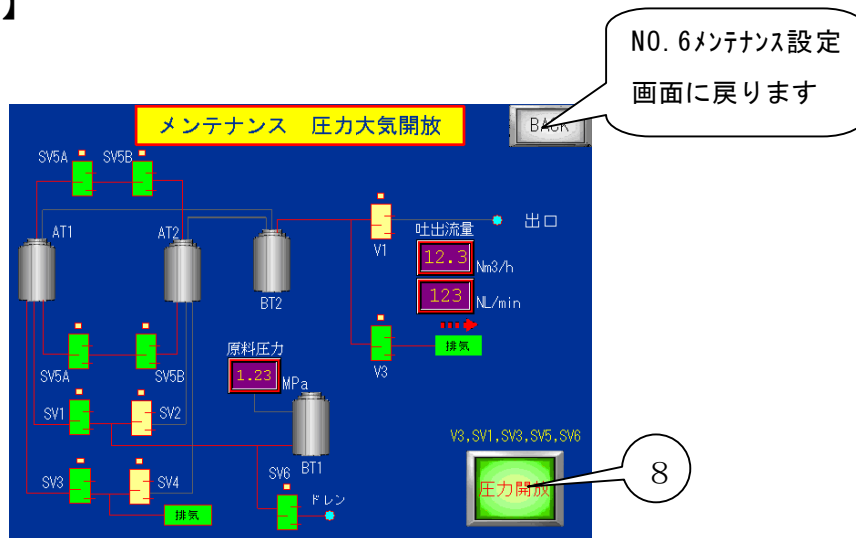 】
NO.6ﾒﾝﾃﾅﾝｽ設定
画面に戻ります
メンテナンス 圧力大気開放
BACK
SV5A
SV5B
AT1
AT2
BT2
V1
出口
吐出流量
12.3
Nm3/h
123
NL/min
排気
V3
SV5A
SV5B
原料圧力
1.23
MPa
SV1
SV2
BT1
V3,SV1,SV3,SV5,SV6
SV3
SV4
SV6
ドレン
排気
圧力開放
8